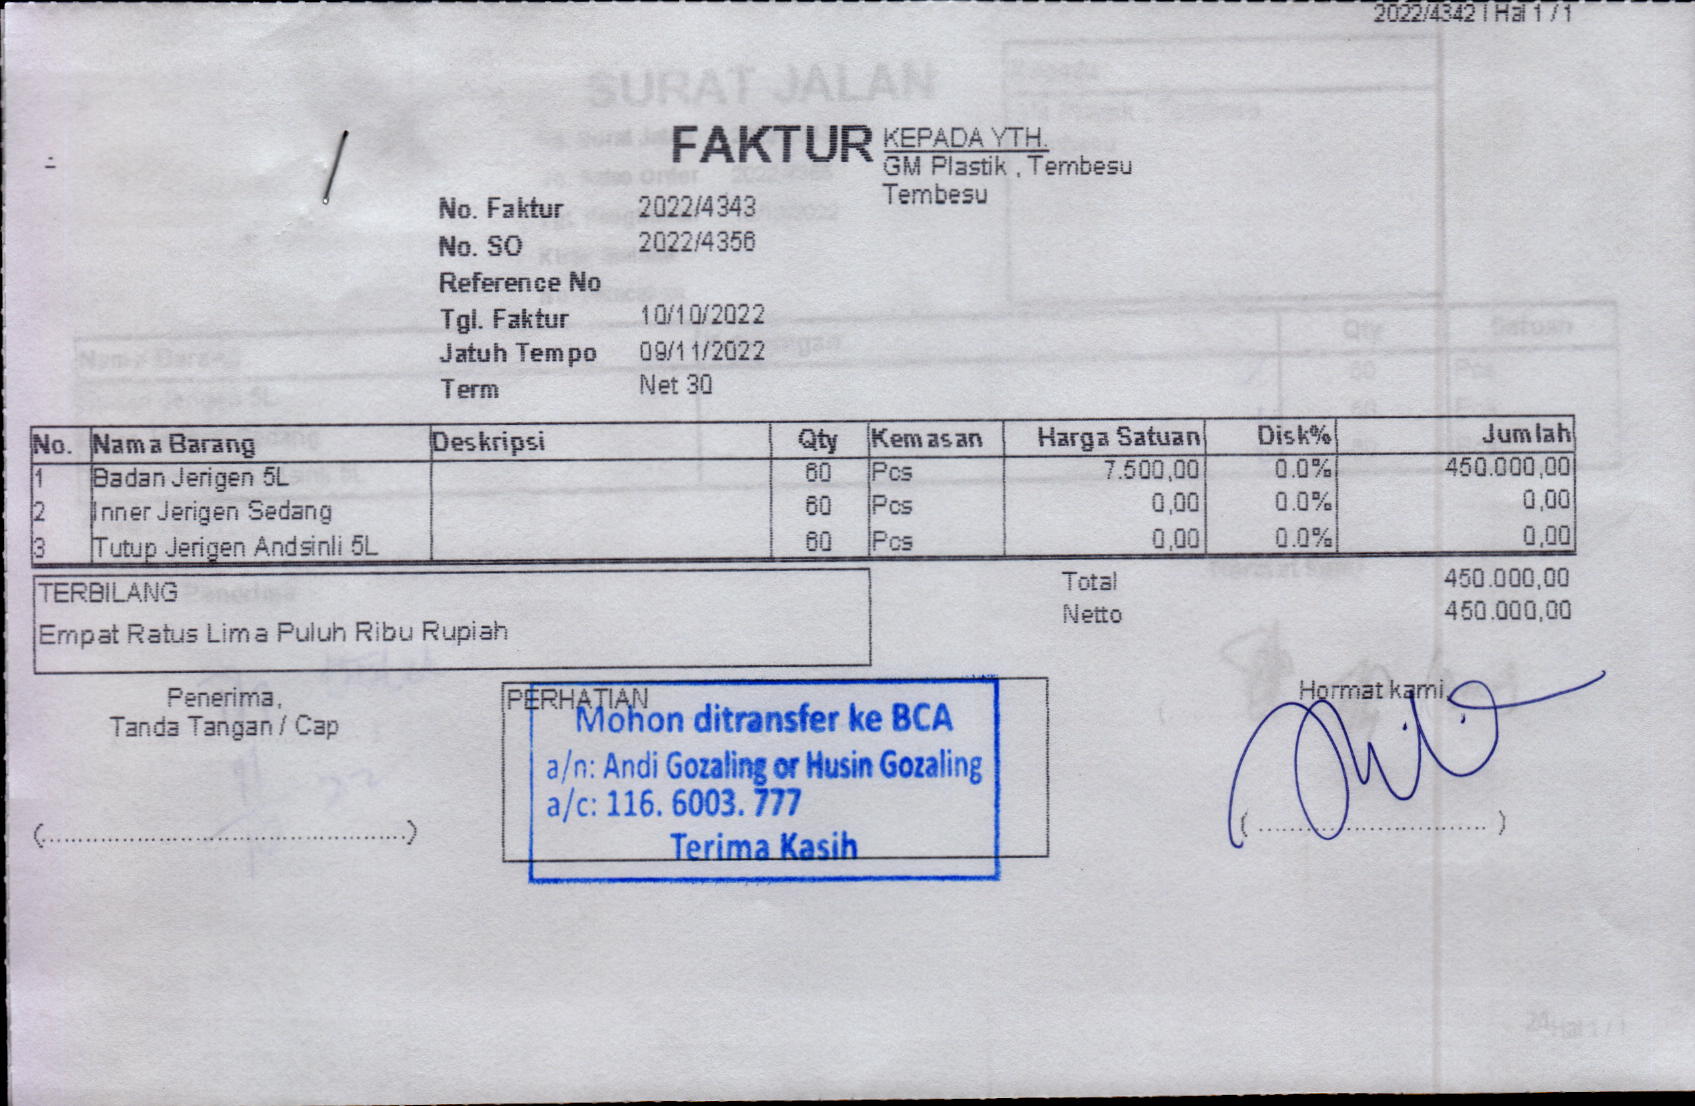 2022/4342 | Hal 1 / 1
SURAT JALAN
FAKTUR
KEPADA YTH.
GM Plastik , Tembesu
Tembesu
No. Faktur 2022/4343
No. SO 2022/4356
Reference No
Tgl. Faktur 10/10/2022
Jatuh Tempo 09/11/2022
Term Net 30
No. Nama Barang Deskripsi Qty Kemasan Harga Satuan Disk% Jumlah
1 Badan Jerigen 5L 60 Pcs 7.500,00 0.0% 450.000,00
2 Inner Jerigen Sedang 60 Pcs 0,00 0.0% 0,00
3 Tutup Jerigen Andsinli 5L 60 Pcs 0,00 0.0% 0,00
TERBILANG
Empat Ratus Lima Puluh Ribu Rupiah
Total 450.000,00
Netto 450.000,00
Penerima,
Tanda Tangan / Cap
(..........................................)
PERHATIAN
Mohon ditransfer ke BCA
a/n: Andi Gozaling or Husin Gozaling
a/c: 116. 6003. 777
Terima Kasih
Hormat kami,
( ............................... )